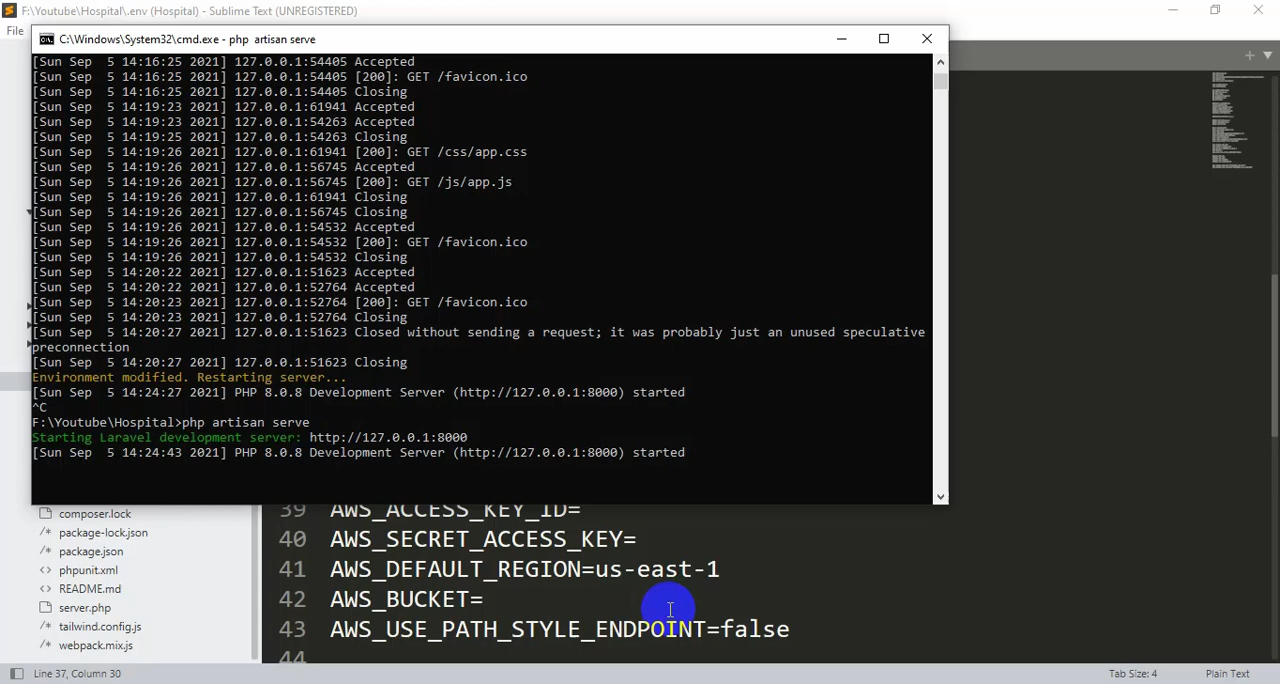 F:\Youtube\Hospital\.env (Hospital) - Sublime Text (UNREGISTERED)
File
C:\Windows\System32\cmd.exe - php  artisan serve
[Sun Sep  5 14:16:25 2021] 127.0.0.1:54405 Accepted
[Sun Sep  5 14:16:25 2021] 127.0.0.1:54405 [200]: GET /favicon.ico
[Sun Sep  5 14:16:25 2021] 127.0.0.1:54405 Closing
[Sun Sep  5 14:19:23 2021] 127.0.0.1:61941 Accepted
[Sun Sep  5 14:19:23 2021] 127.0.0.1:54263 Accepted
[Sun Sep  5 14:19:25 2021] 127.0.0.1:54263 Closing
[Sun Sep  5 14:19:26 2021] 127.0.0.1:61941 [200]: GET /css/app.css
[Sun Sep  5 14:19:26 2021] 127.0.0.1:56745 Accepted
[Sun Sep  5 14:19:26 2021] 127.0.0.1:56745 [200]: GET /js/app.js
[Sun Sep  5 14:19:26 2021] 127.0.0.1:61941 Closing
[Sun Sep  5 14:19:26 2021] 127.0.0.1:56745 Closing
[Sun Sep  5 14:19:26 2021] 127.0.0.1:54532 Accepted
[Sun Sep  5 14:19:26 2021] 127.0.0.1:54532 [200]: GET /favicon.ico
[Sun Sep  5 14:19:26 2021] 127.0.0.1:54532 Closing
[Sun Sep  5 14:20:22 2021] 127.0.0.1:51623 Accepted
[Sun Sep  5 14:20:22 2021] 127.0.0.1:52764 Accepted
[Sun Sep  5 14:20:23 2021] 127.0.0.1:52764 [200]: GET /favicon.ico
[Sun Sep  5 14:20:23 2021] 127.0.0.1:52764 Closing
[Sun Sep  5 14:20:27 2021] 127.0.0.1:51623 Closed without sending a request; it was probably just an unused speculative
preconnection
[Sun Sep  5 14:20:27 2021] 127.0.0.1:51623 Closing
Environment modified. Restarting server...
[Sun Sep  5 14:24:27 2021] PHP 8.0.8 Development Server (http://127.0.0.1:8000) started
^C
F:\Youtube\Hospital>php artisan serve
Starting Laravel development server: http://127.0.0.1:8000
[Sun Sep  5 14:24:43 2021] PHP 8.0.8 Development Server (http://127.0.0.1:8000) started
composer.lock
/* package-lock.json
/* package.json
<> phpunit.xml
<> README.md
server.php
/* tailwind.config.js
/* webpack.mix.js
39 AWS_ACCESS_KEY_ID=
40 AWS_SECRET_ACCESS_KEY=
41 AWS_DEFAULT_REGION=us-east-1
42 AWS_BUCKET=
43 AWS_USE_PATH_STYLE_ENDPOINT=false
44
Line 37, Column 30
Tab Size: 4
Plain Text